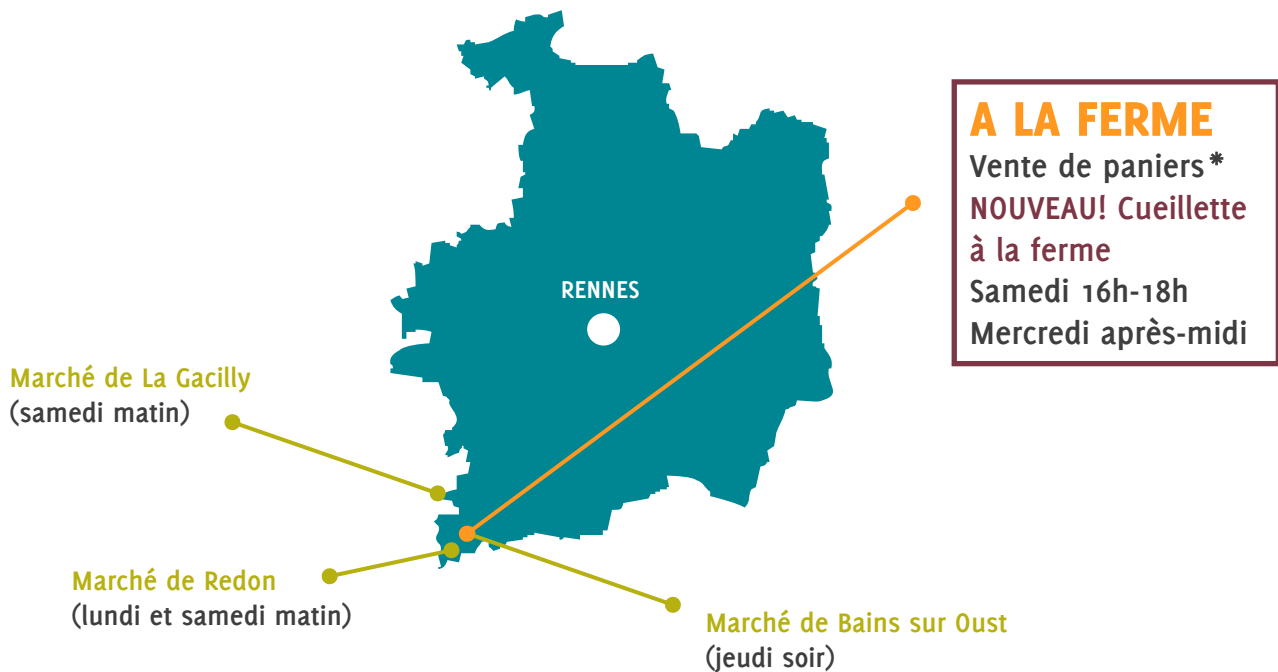 A LA FERME
Vente de paniers*
NOUVEAU! Cueillette
à la ferme
Samedi 16h-18h
Mercredi après-midi
RENNES
Marché de La Gacilly
(samedi matin)
Marché de Redon
(lundi et samedi matin)
Marché de Bains sur Oust
(jeudi soir)